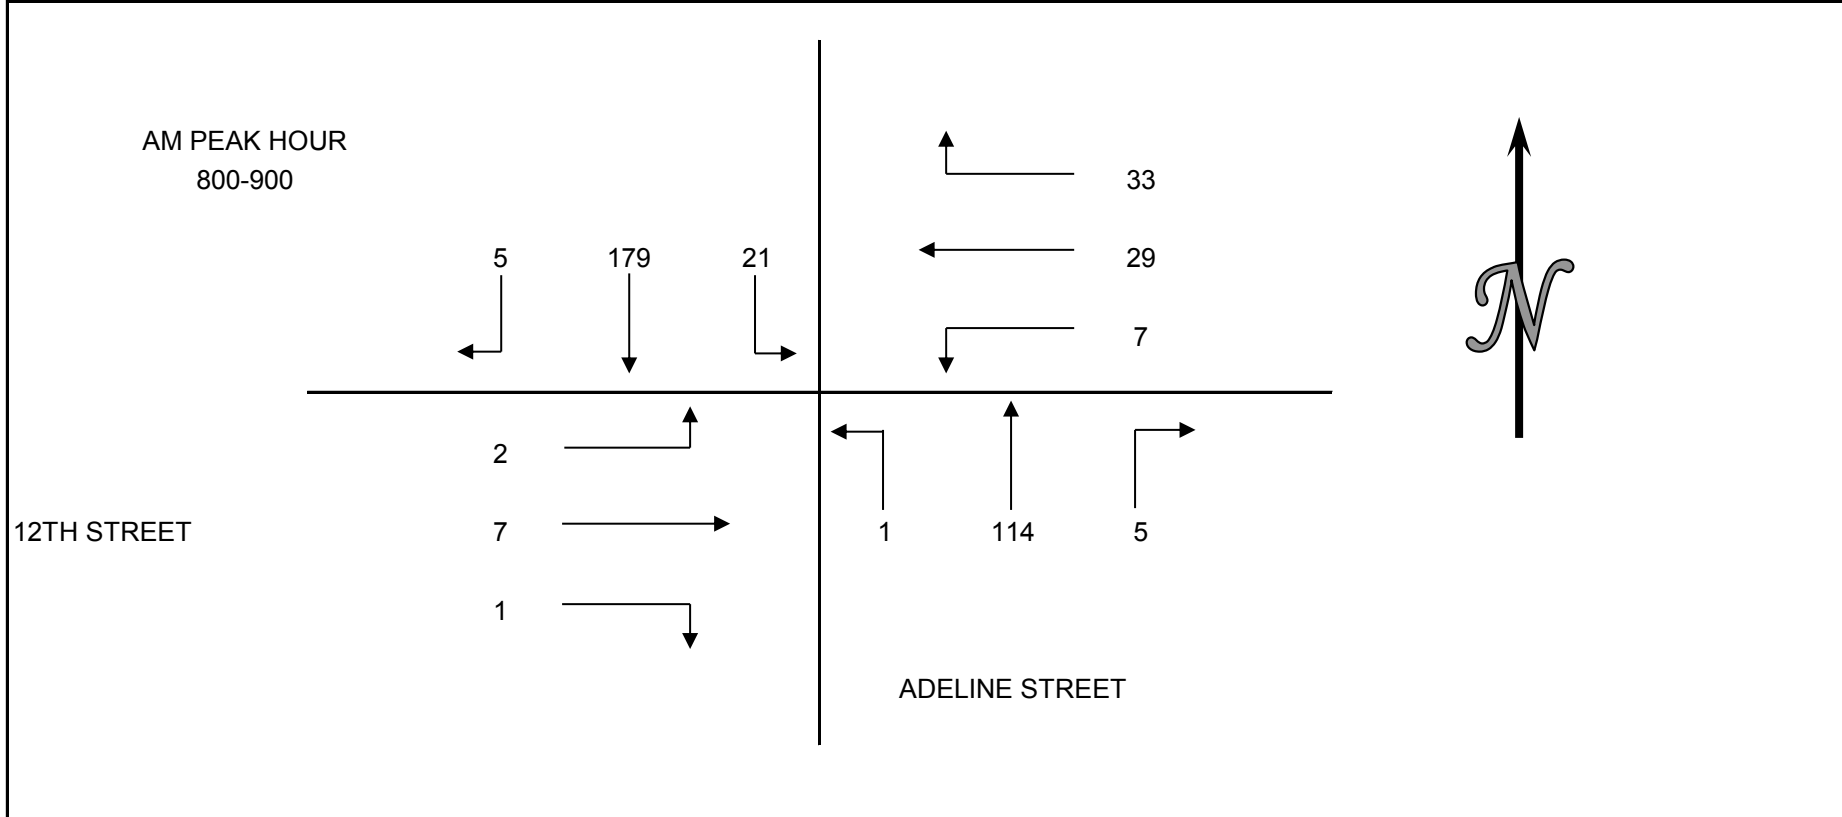 AM PEAK HOUR
800-900
33
5 179 21 29
7
2
12TH STREET 7 1 114 5
1
ADELINE STREET
N